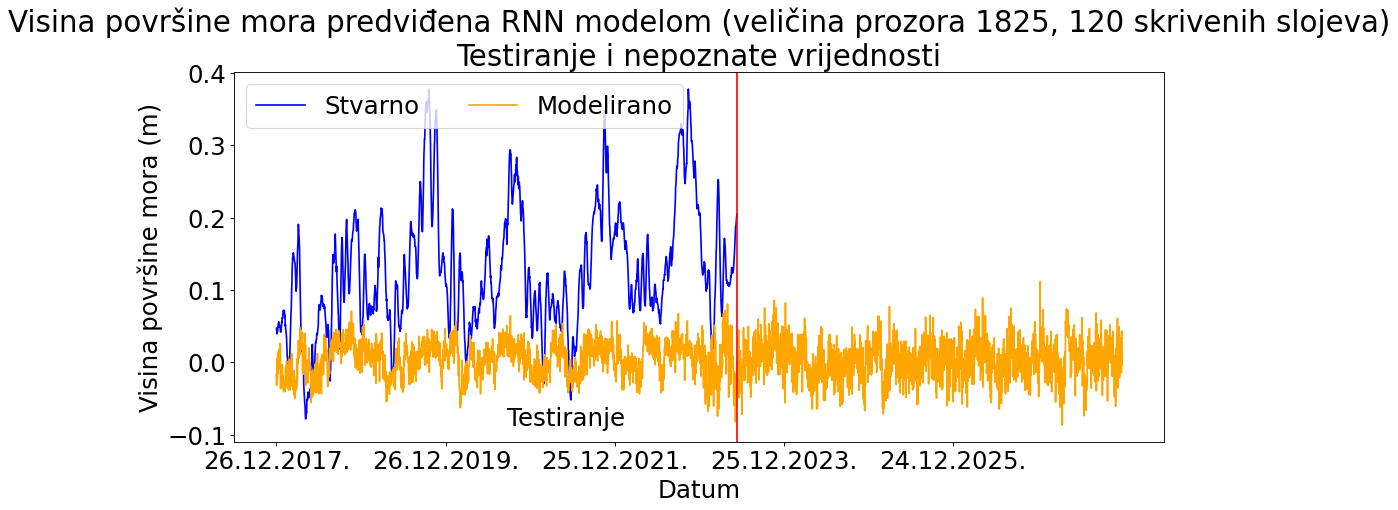 Visina površine mora predviđena RNN modelom (veličina prozora 1825, 120 skrivenih slojeva)
Testiranje i nepoznate vrijednosti
Stvarno Modelirano
Visina površine mora (m)
0.4
0.3
0.2
0.1
0.0
−0.1
Testiranje
26.12.2017. 26.12.2019. 25.12.2021. 25.12.2023. 24.12.2025.
Datum